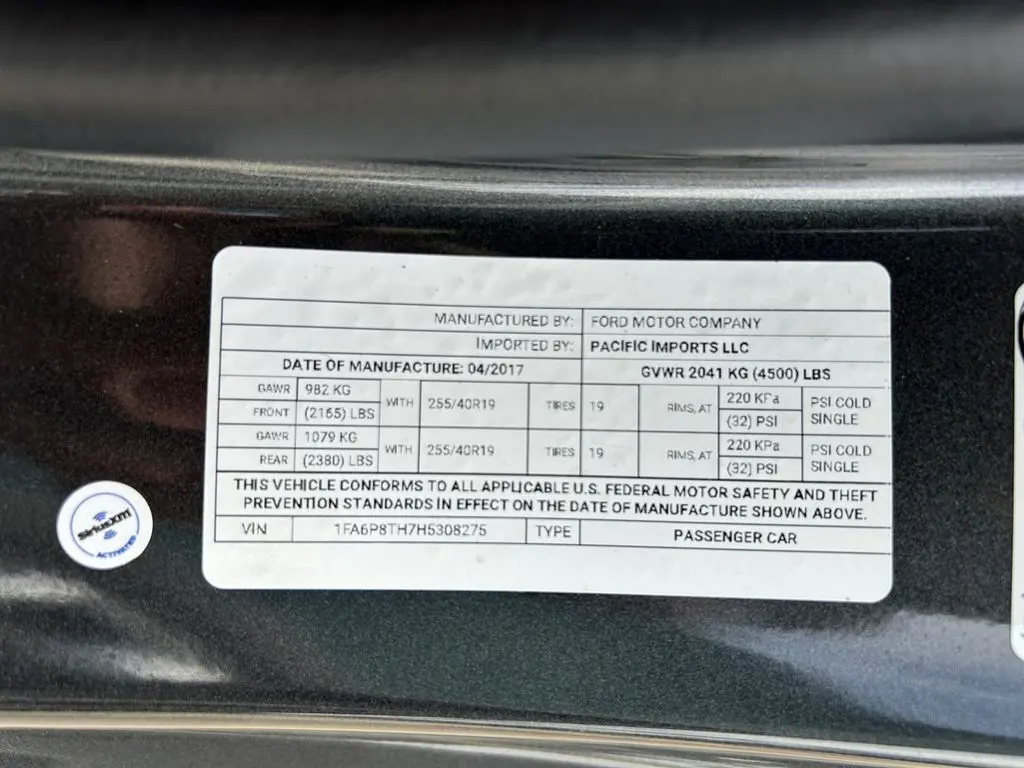 MANUFACTURED BY: FORD MOTOR COMPANY
IMPORTED BY: PACIFIC IMPORTS LLC
DATE OF MANUFACTURE: 04/2017 GVWR 2041 KG (4500) LBS
GAWR 982 KG WITH 255/40R19 TIRES 19 RIMS, AT 220 KPa PSI COLD
FRONT (2165) LBS (32) PSI SINGLE
GAWR 1079 KG WITH 255/40R19 TIRES 19 RIMS, AT 220 KPa PSI COLD
REAR (2380) LBS (32) PSI SINGLE
THIS VEHICLE CONFORMS TO ALL APPLICABLE U.S. FEDERAL MOTOR SAFETY AND THEFT
PREVENTION STANDARDS IN EFFECT ON THE DATE OF MANUFACTURE SHOWN ABOVE.
VIN 1FA6P8TH7H5308275 TYPE PASSENGER CAR
SiriusXM
ACTIVATED